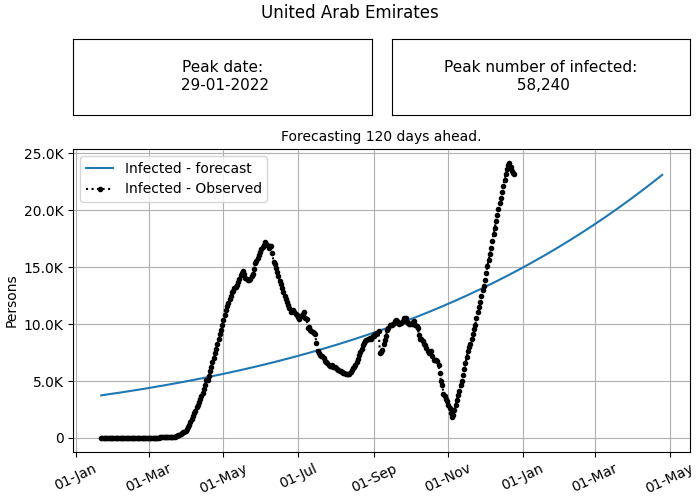 United Arab Emirates
Peak date:
29-01-2022
Peak number of infected:
58,240
Forecasting 120 days ahead.
25.0K
20.0K
15.0K
10.0K
5.0K
0
Persons
Infected - forecast
Infected - Observed
01-Jan
01-Mar
01-May
01-Jul
01-Sep
01-Nov
01-Jan
01-Mar
01-May